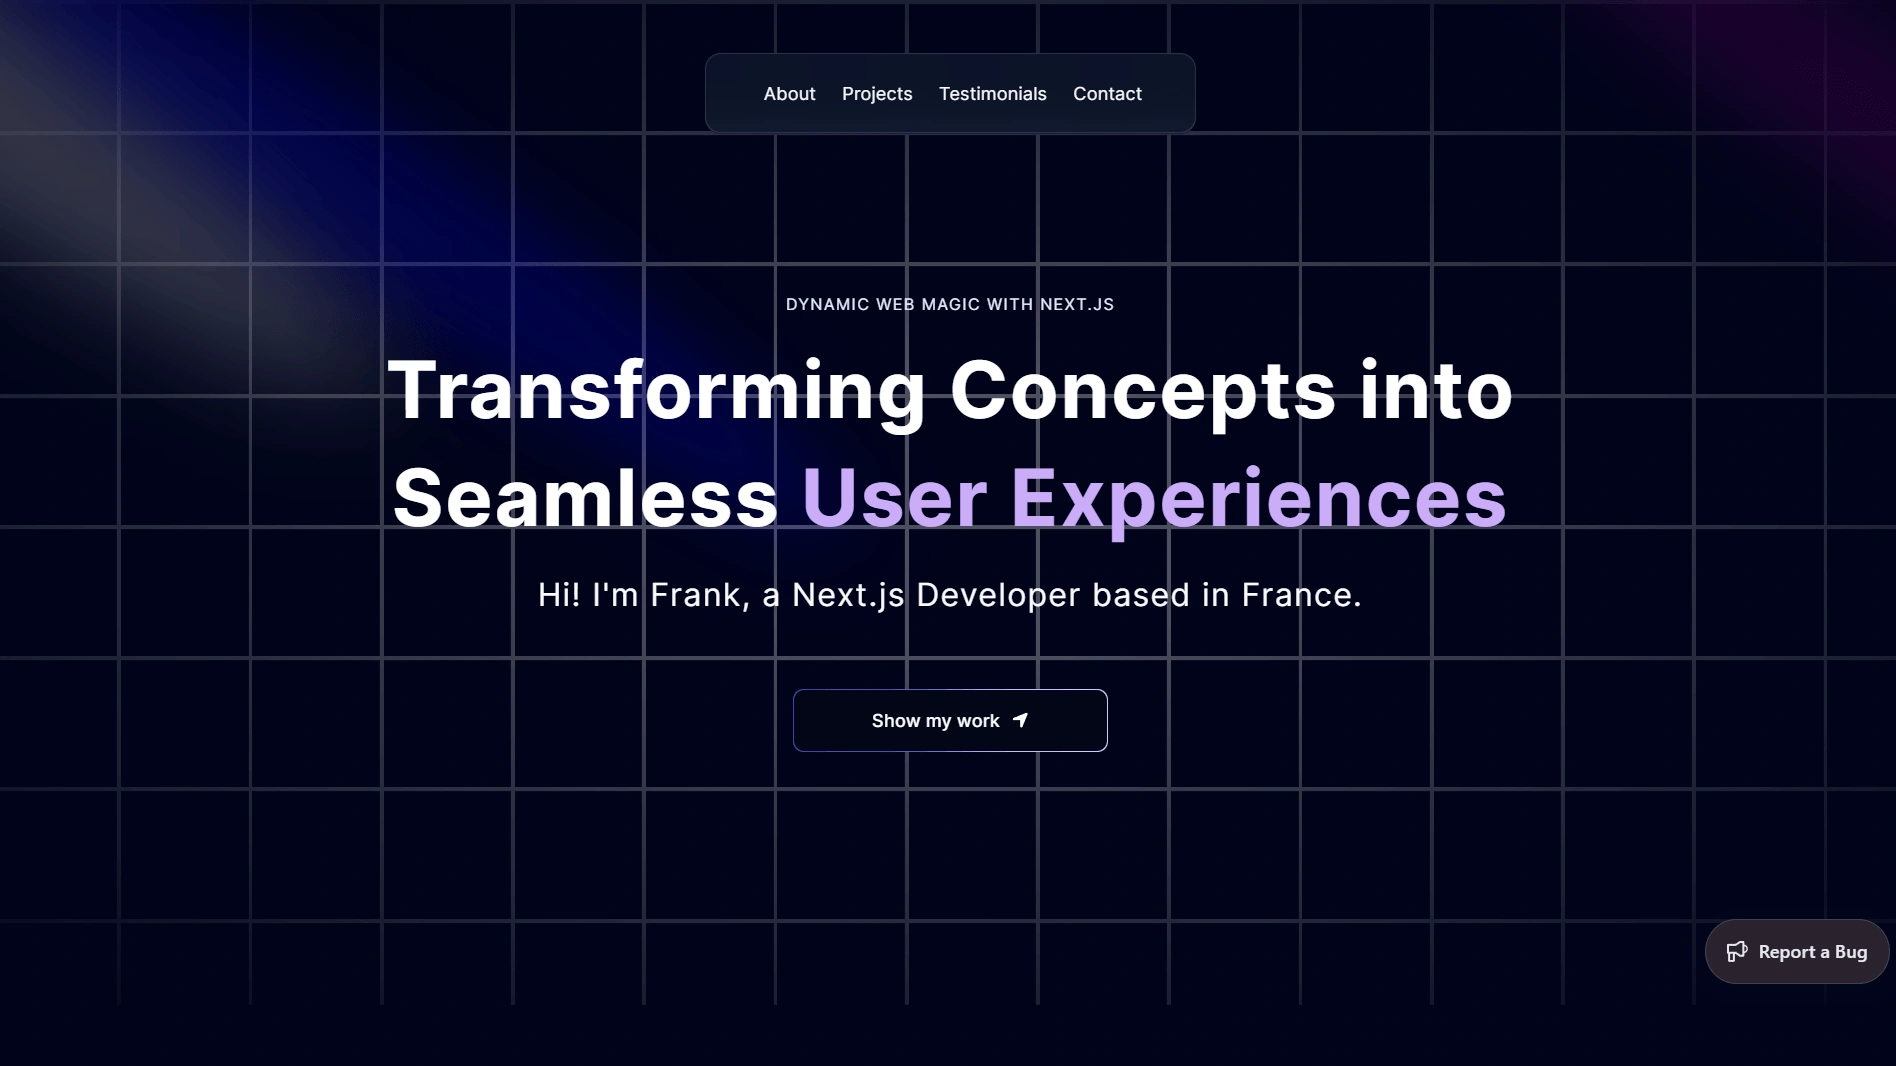 About Projects Testimonials Contact
DYNAMIC WEB MAGIC WITH NEXT.JS
Transforming Concepts into
Seamless User Experiences
Hi! I'm Frank, a Next.js Developer based in France.
Show my work
Report a Bug